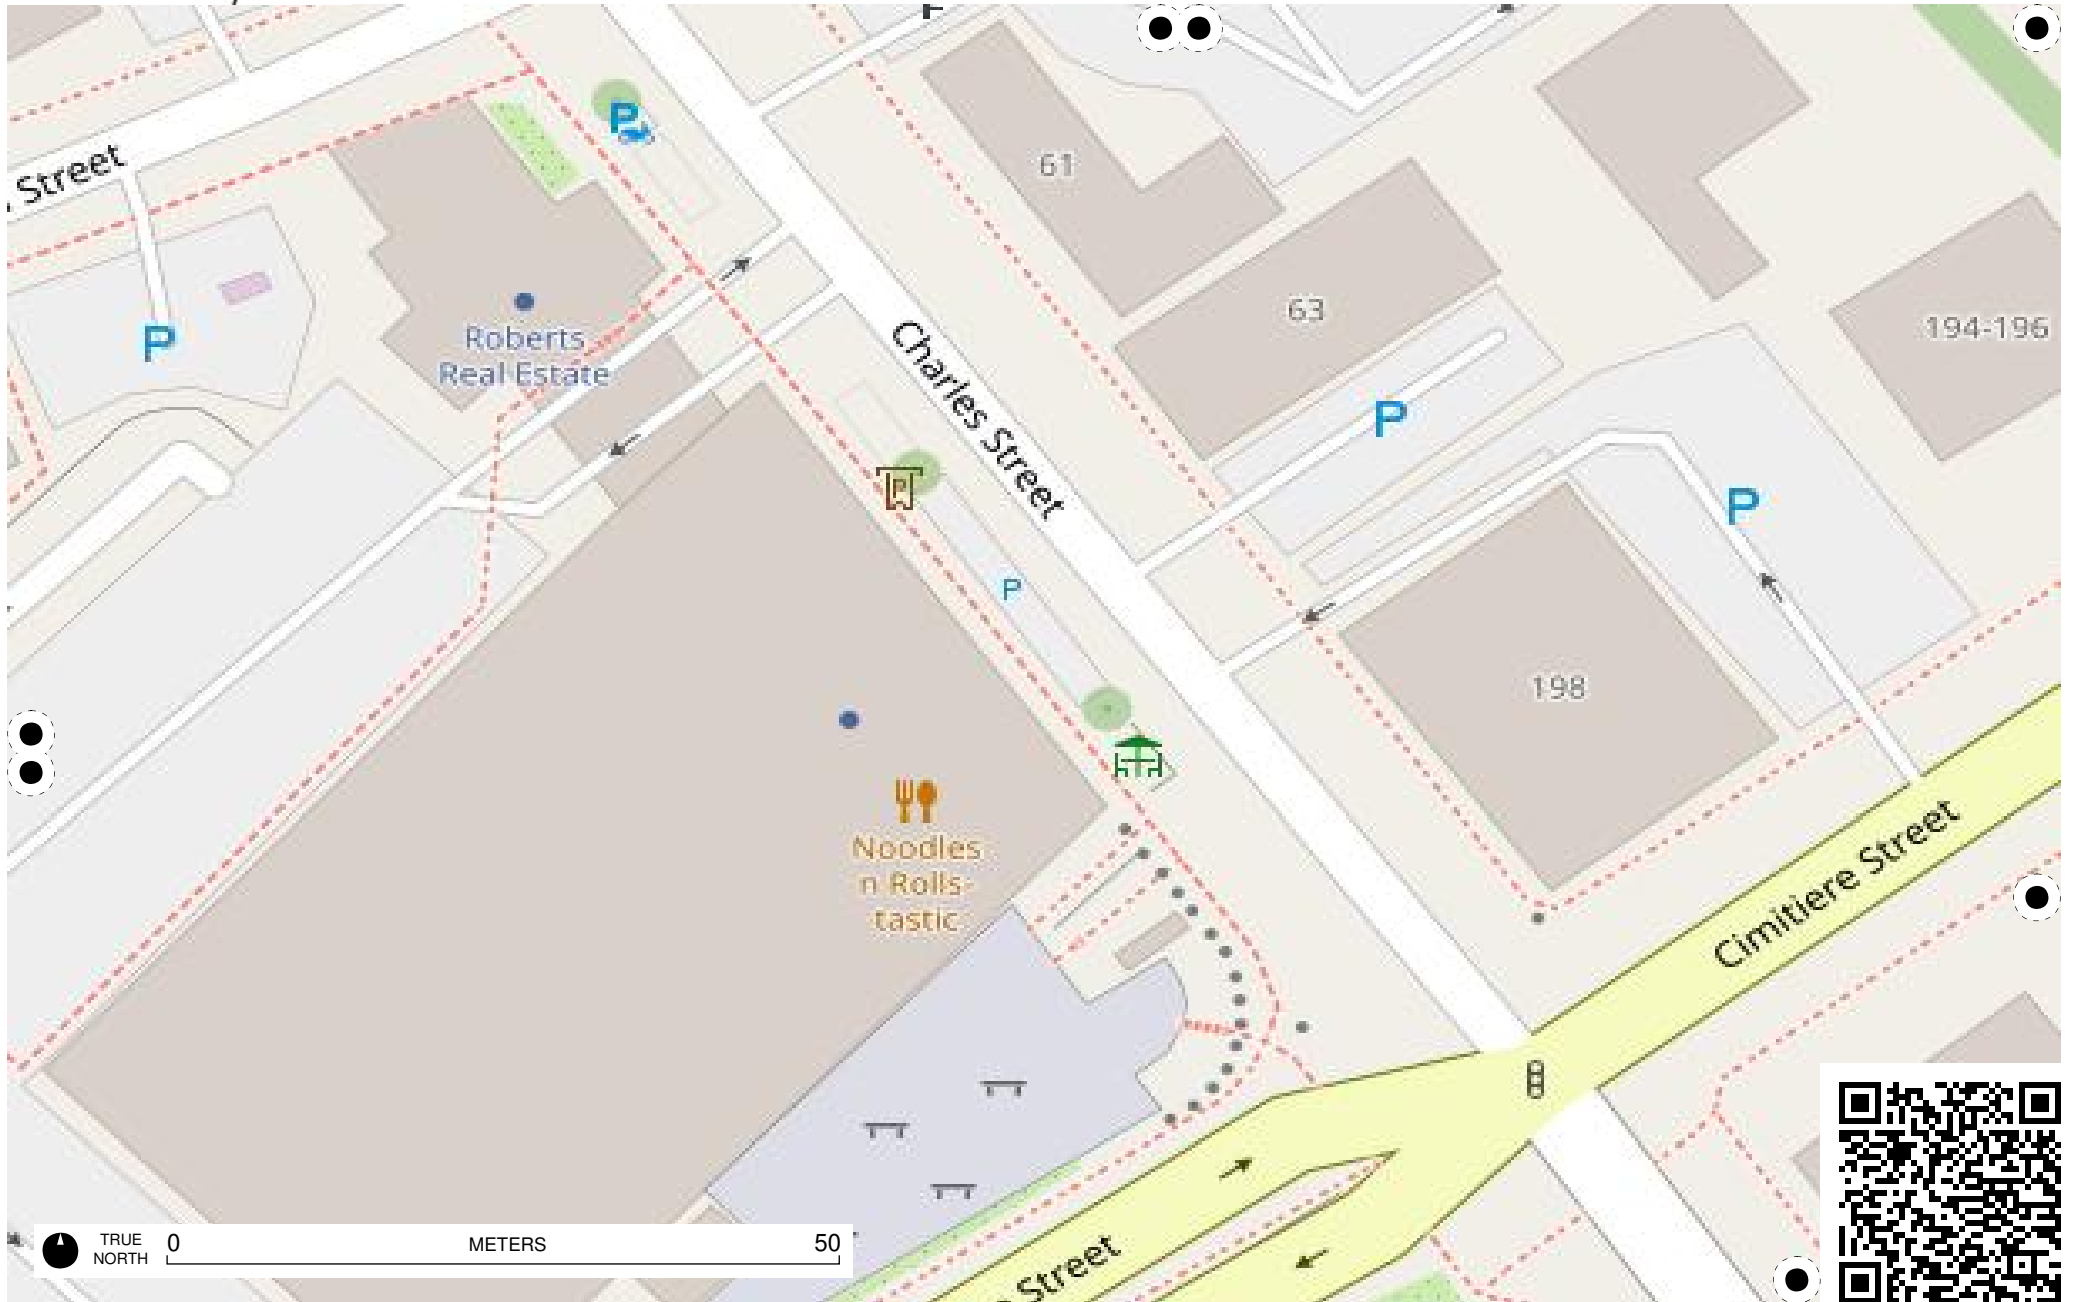 Street
61
63
194-196
P
Roberts
Real Estate
Charles Street
P
P
P
P
P
198
Noodles
n Rolls-
tastic
Cimitiere Street
Street
TRUE
NORTH
0
METERS
50